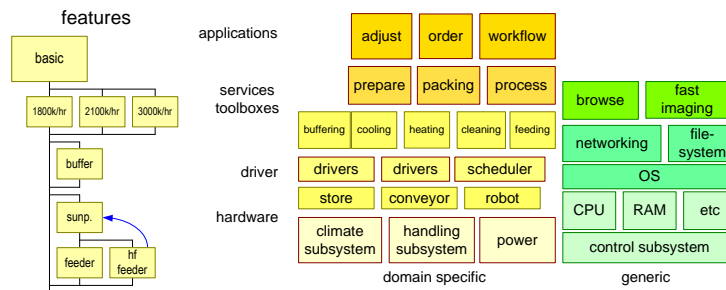 features
basic
1800k/hr 2100k/hr 3000k/hr
buffer
sunp.
feeder
hf
feeder
applications
adjust order workflow
services
toolboxes
prepare packing process
buffering cooling heating cleaning feeding
driver
drivers drivers scheduler
store conveyor robot
hardware
climate
subsystem
handling
subsystem
power
domain specific
browse
fast
imaging
networking
file-
system
OS
CPU RAM etc
control subsystem
generic